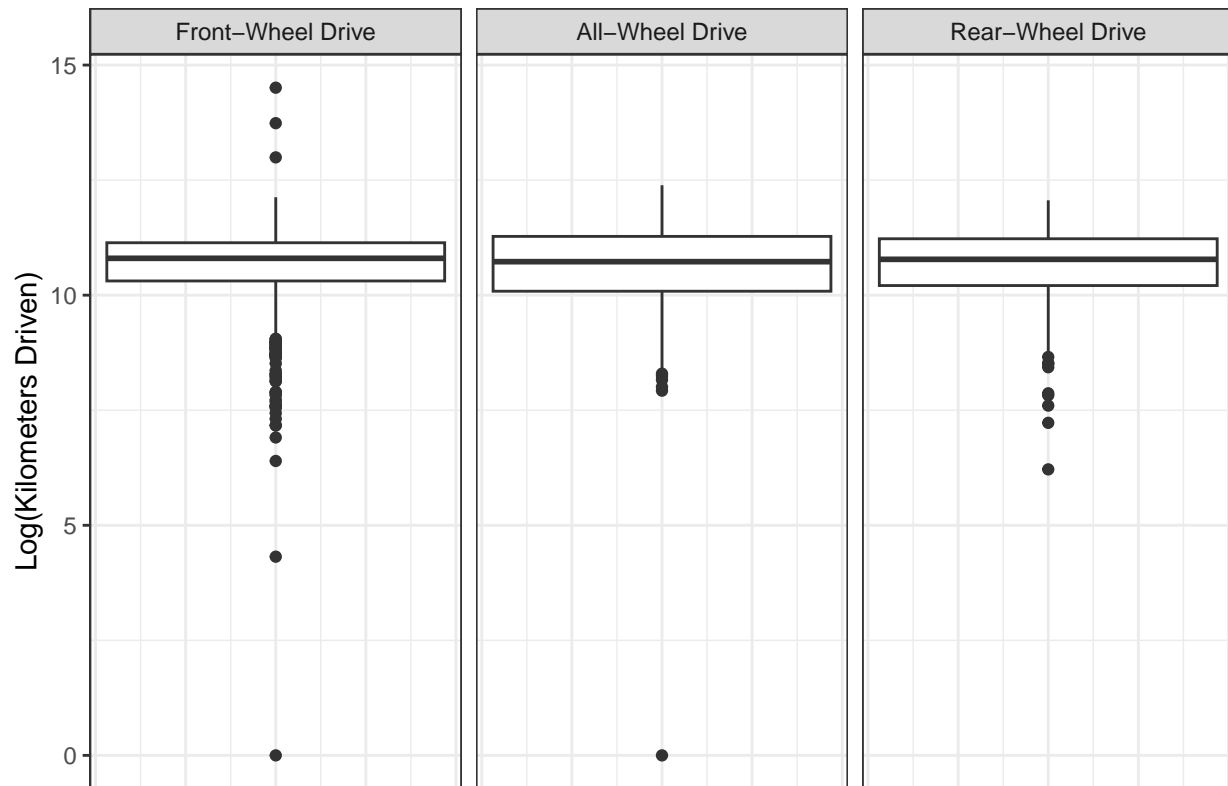 Front–Wheel Drive
All–Wheel Drive
Rear–Wheel Drive
Log(Kilometers Driven)
15
10
5
0